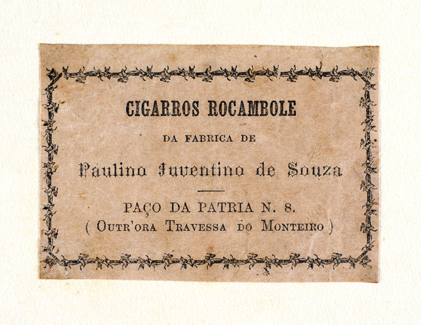 CIGARROS ROCAMBOLE
DA FABRICA DE
Paulino Juventino de Souza
PAÇO DA PATRIA N. 8.
( OUTR'ORA TRAVESSA DO MONTEIRO )